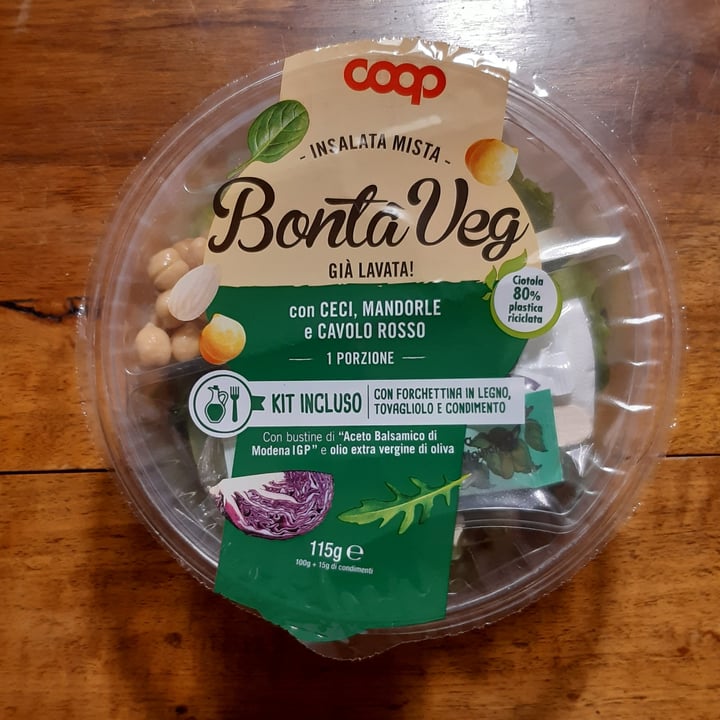 coop
- INSALATA MISTA -
Bontà Veg
GIÀ LAVATA!
Ciotola
80%
plastica
riciclata
con CECI, MANDORLE
e CAVOLO ROSSO
1 PORZIONE
KIT INCLUSO
CON FORCHETTINA IN LEGNO,
TOVAGLIOLO E CONDIMENTO
Con bustine di "Aceto Balsamico di
Modena IGP" e olio extra vergine di oliva
115g e
100g + 15g di condimenti